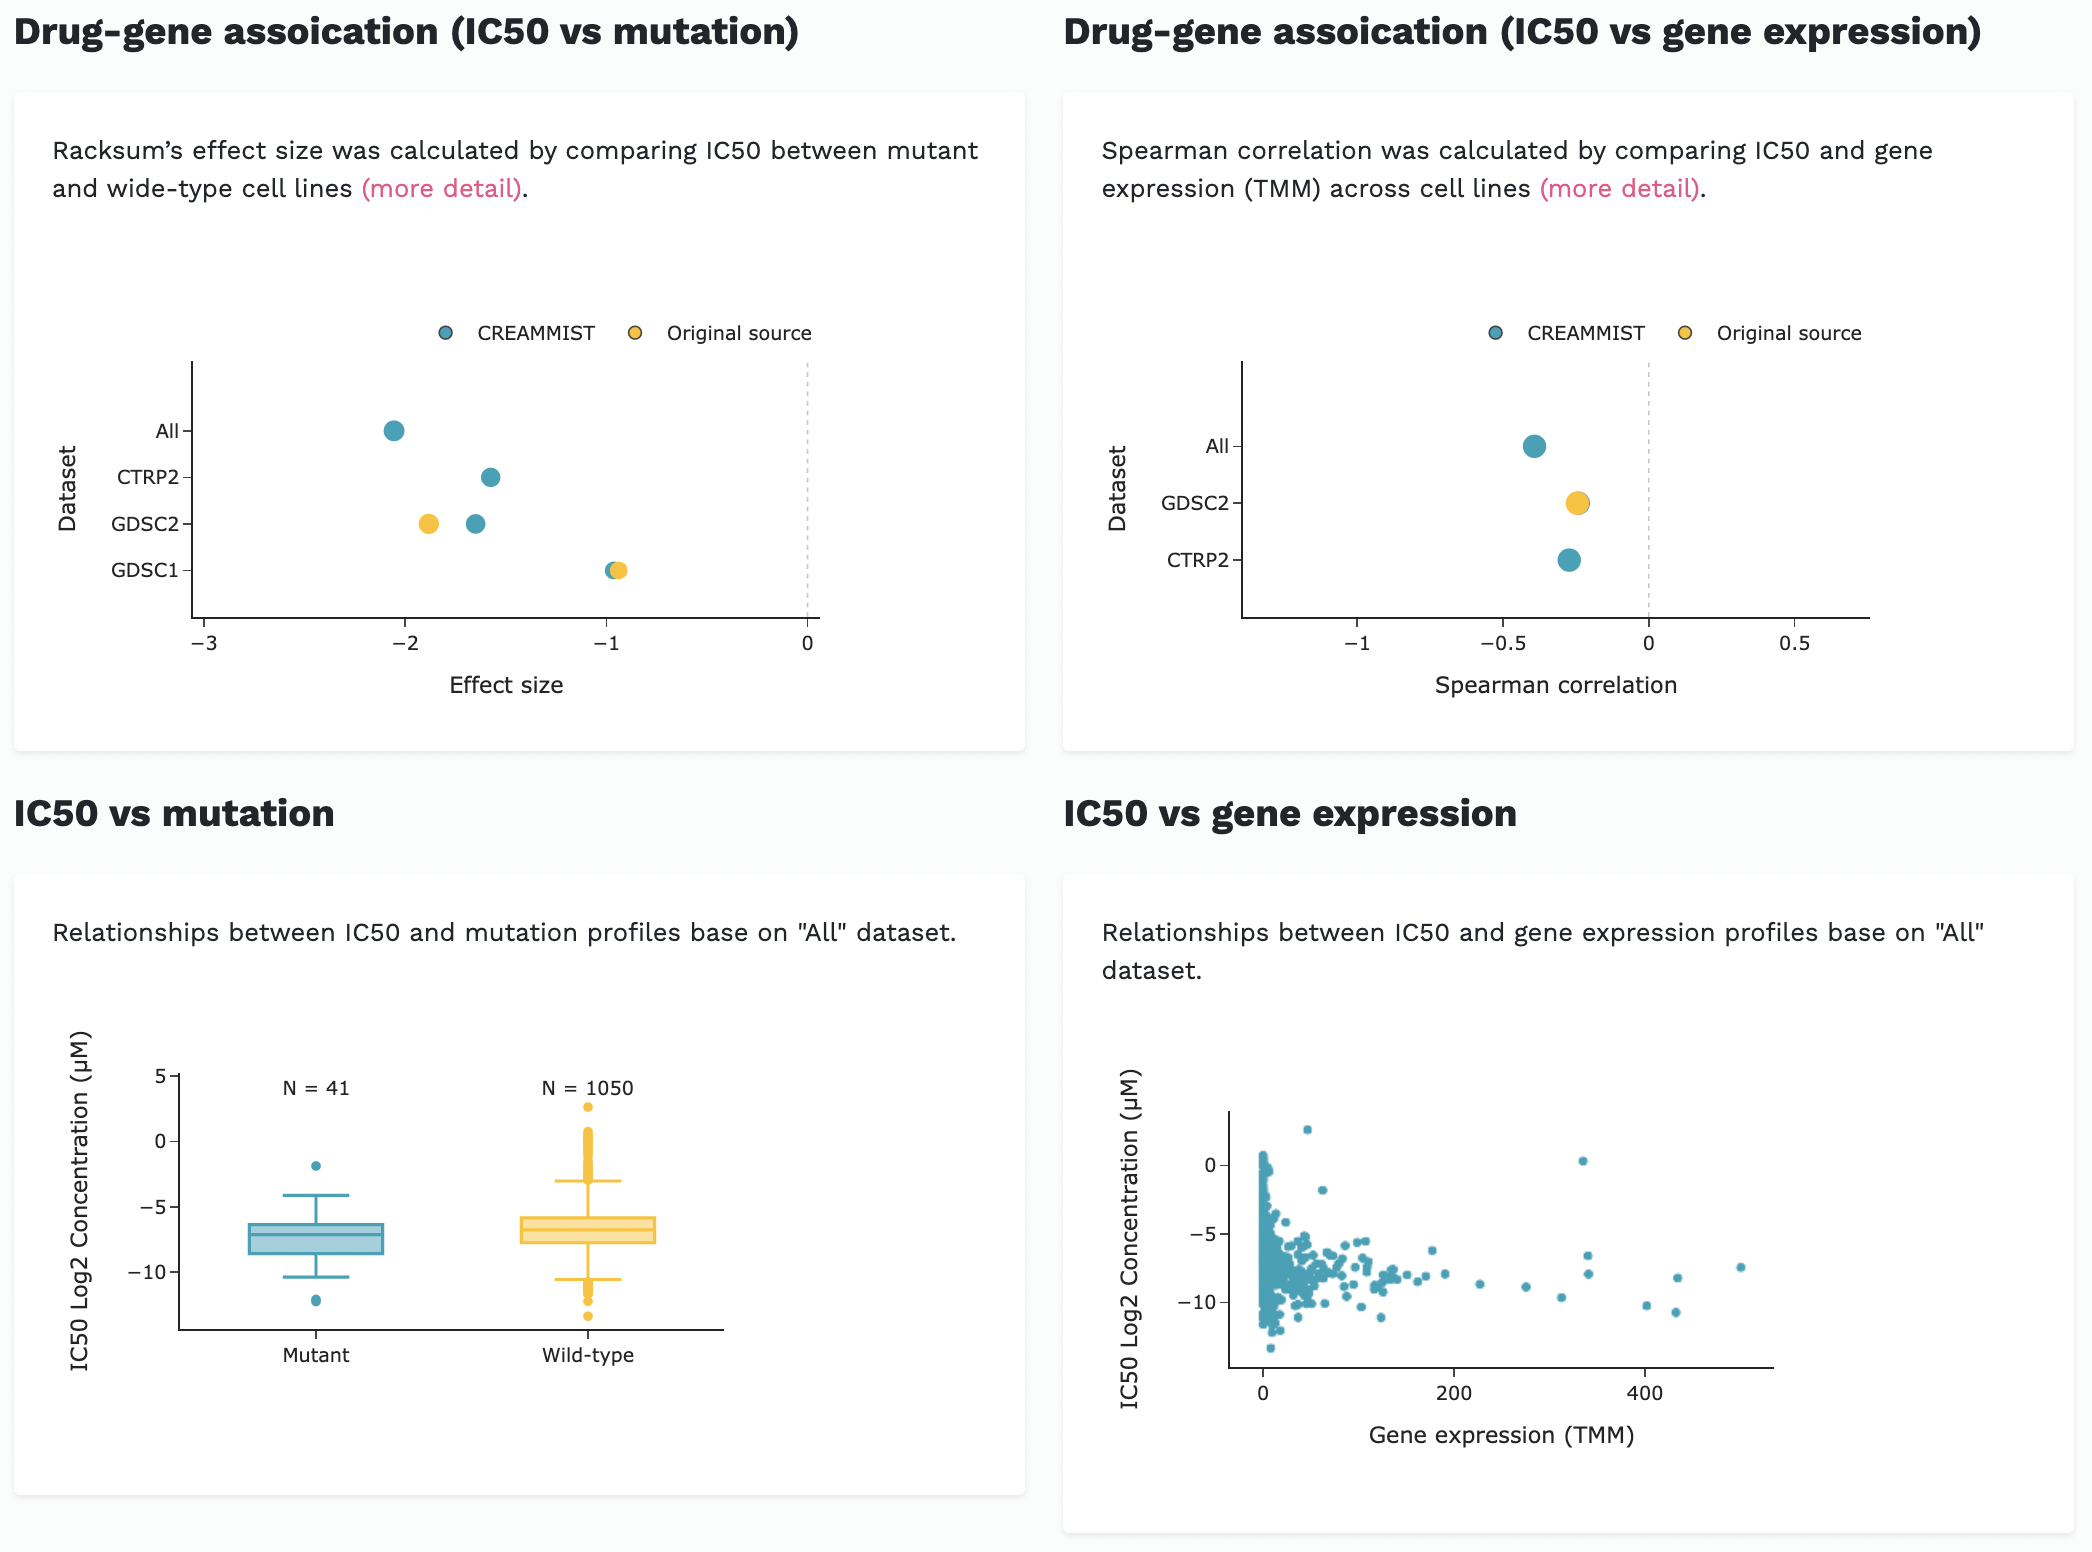 Drug-gene assoication (IC50 vs mutation)
Racksum’s effect size was calculated by comparing IC50 between mutant
and wide-type cell lines (more detail).
CREAMMIST
Original source
Dataset
All
CTRP2
GDSC2
GDSC1
−3
−2
−1
0
Effect size
Drug-gene assoication (IC50 vs gene expression)
Spearman correlation was calculated by comparing IC50 and gene
expression (TMM) across cell lines (more detail).
CREAMMIST
Original source
Dataset
All
GDSC2
CTRP2
−1
−0.5
0
0.5
Spearman correlation
IC50 vs mutation
Relationships between IC50 and mutation profiles base on "All" dataset.
IC50 Log2 Concentration (μM)
5
0
−5
−10
N = 41
N = 1050
Mutant
Wild-type
IC50 vs gene expression
Relationships between IC50 and gene expression profiles base on "All"
dataset.
IC50 Log2 Concentration (μM)
0
−5
−10
0
200
400
Gene expression (TMM)